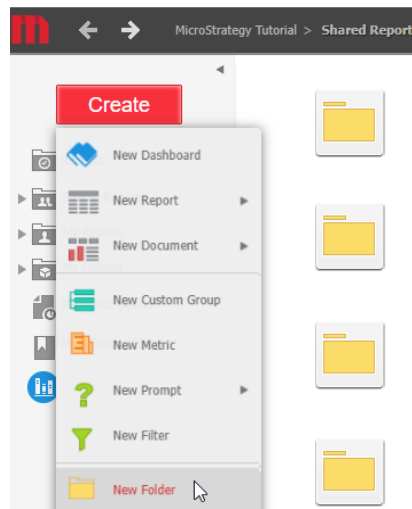 MicroStrategy Tutorial > Shared Report
Create
New Dashboard
New Report
New Document
New Custom Group
New Metric
New Prompt
New Filter
New Folder